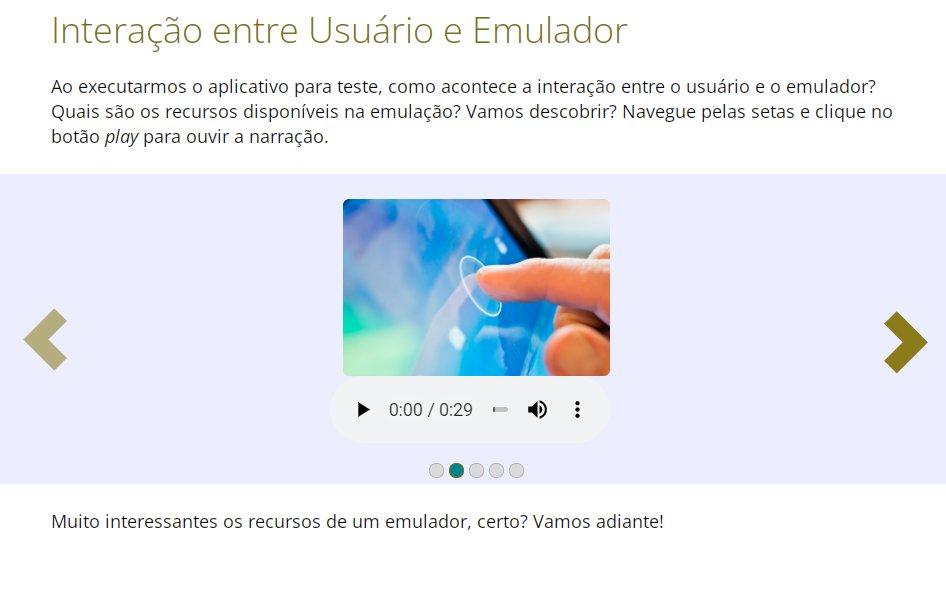 Interação entre Usuário e Emulador
Ao executarmos o aplicativo para teste, como acontece a interação entre o usuário e o emulador?
Quais são os recursos disponíveis na emulação? Vamos descobrir? Navegue pelas setas e clique no
botão play para ouvir a narração.
0:00 / 0:29
Muito interessantes os recursos de um emulador, certo? Vamos adiante!